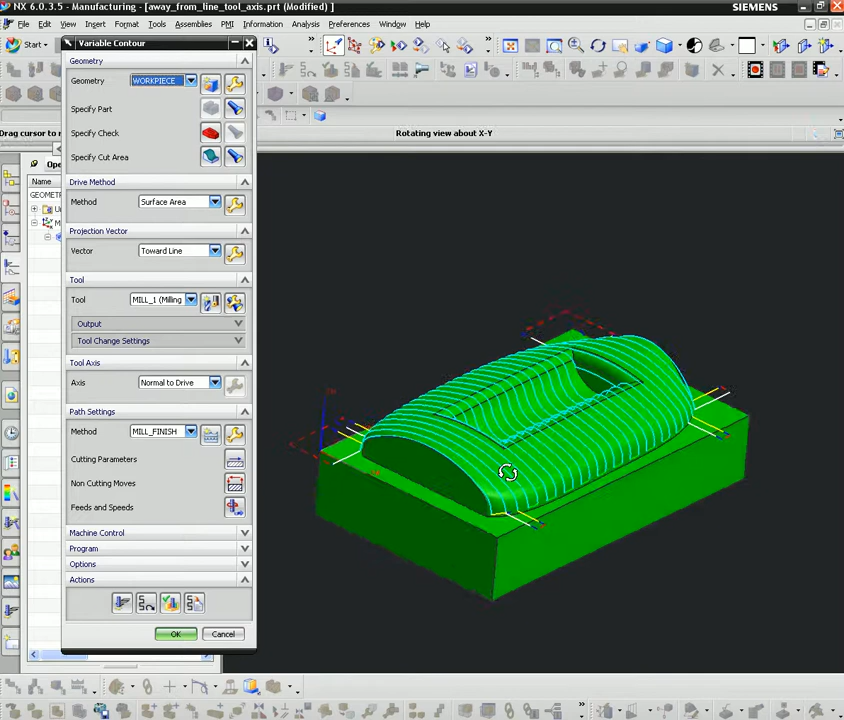 NX 6.0.3.5 - Manufacturing - [away_from_line_tool_axis.prt (Modified) ]
SIEMENS
File Edit View Insert Format Tools Assemblies PMI Information Analysis Preferences Window Help
Start
Variable Contour
Drag cursor to
Rotating view about X-Y
Geometry
Geometry WORKPIECE
Specify Part
Specify Check
Specify Cut Area
Drive Method
Method Surface Area
Projection Vector
Vector Toward Line
Tool
Tool MILL_1 (Milling
Output
Tool Change Settings
Tool Axis
Axis Normal to Drive
Path Settings
Method MILL_FINISH
Cutting Parameters
Non Cutting Moves
Feeds and Speeds
Machine Control
Program
Options
Actions
OK Cancel
Name
GEOMETR